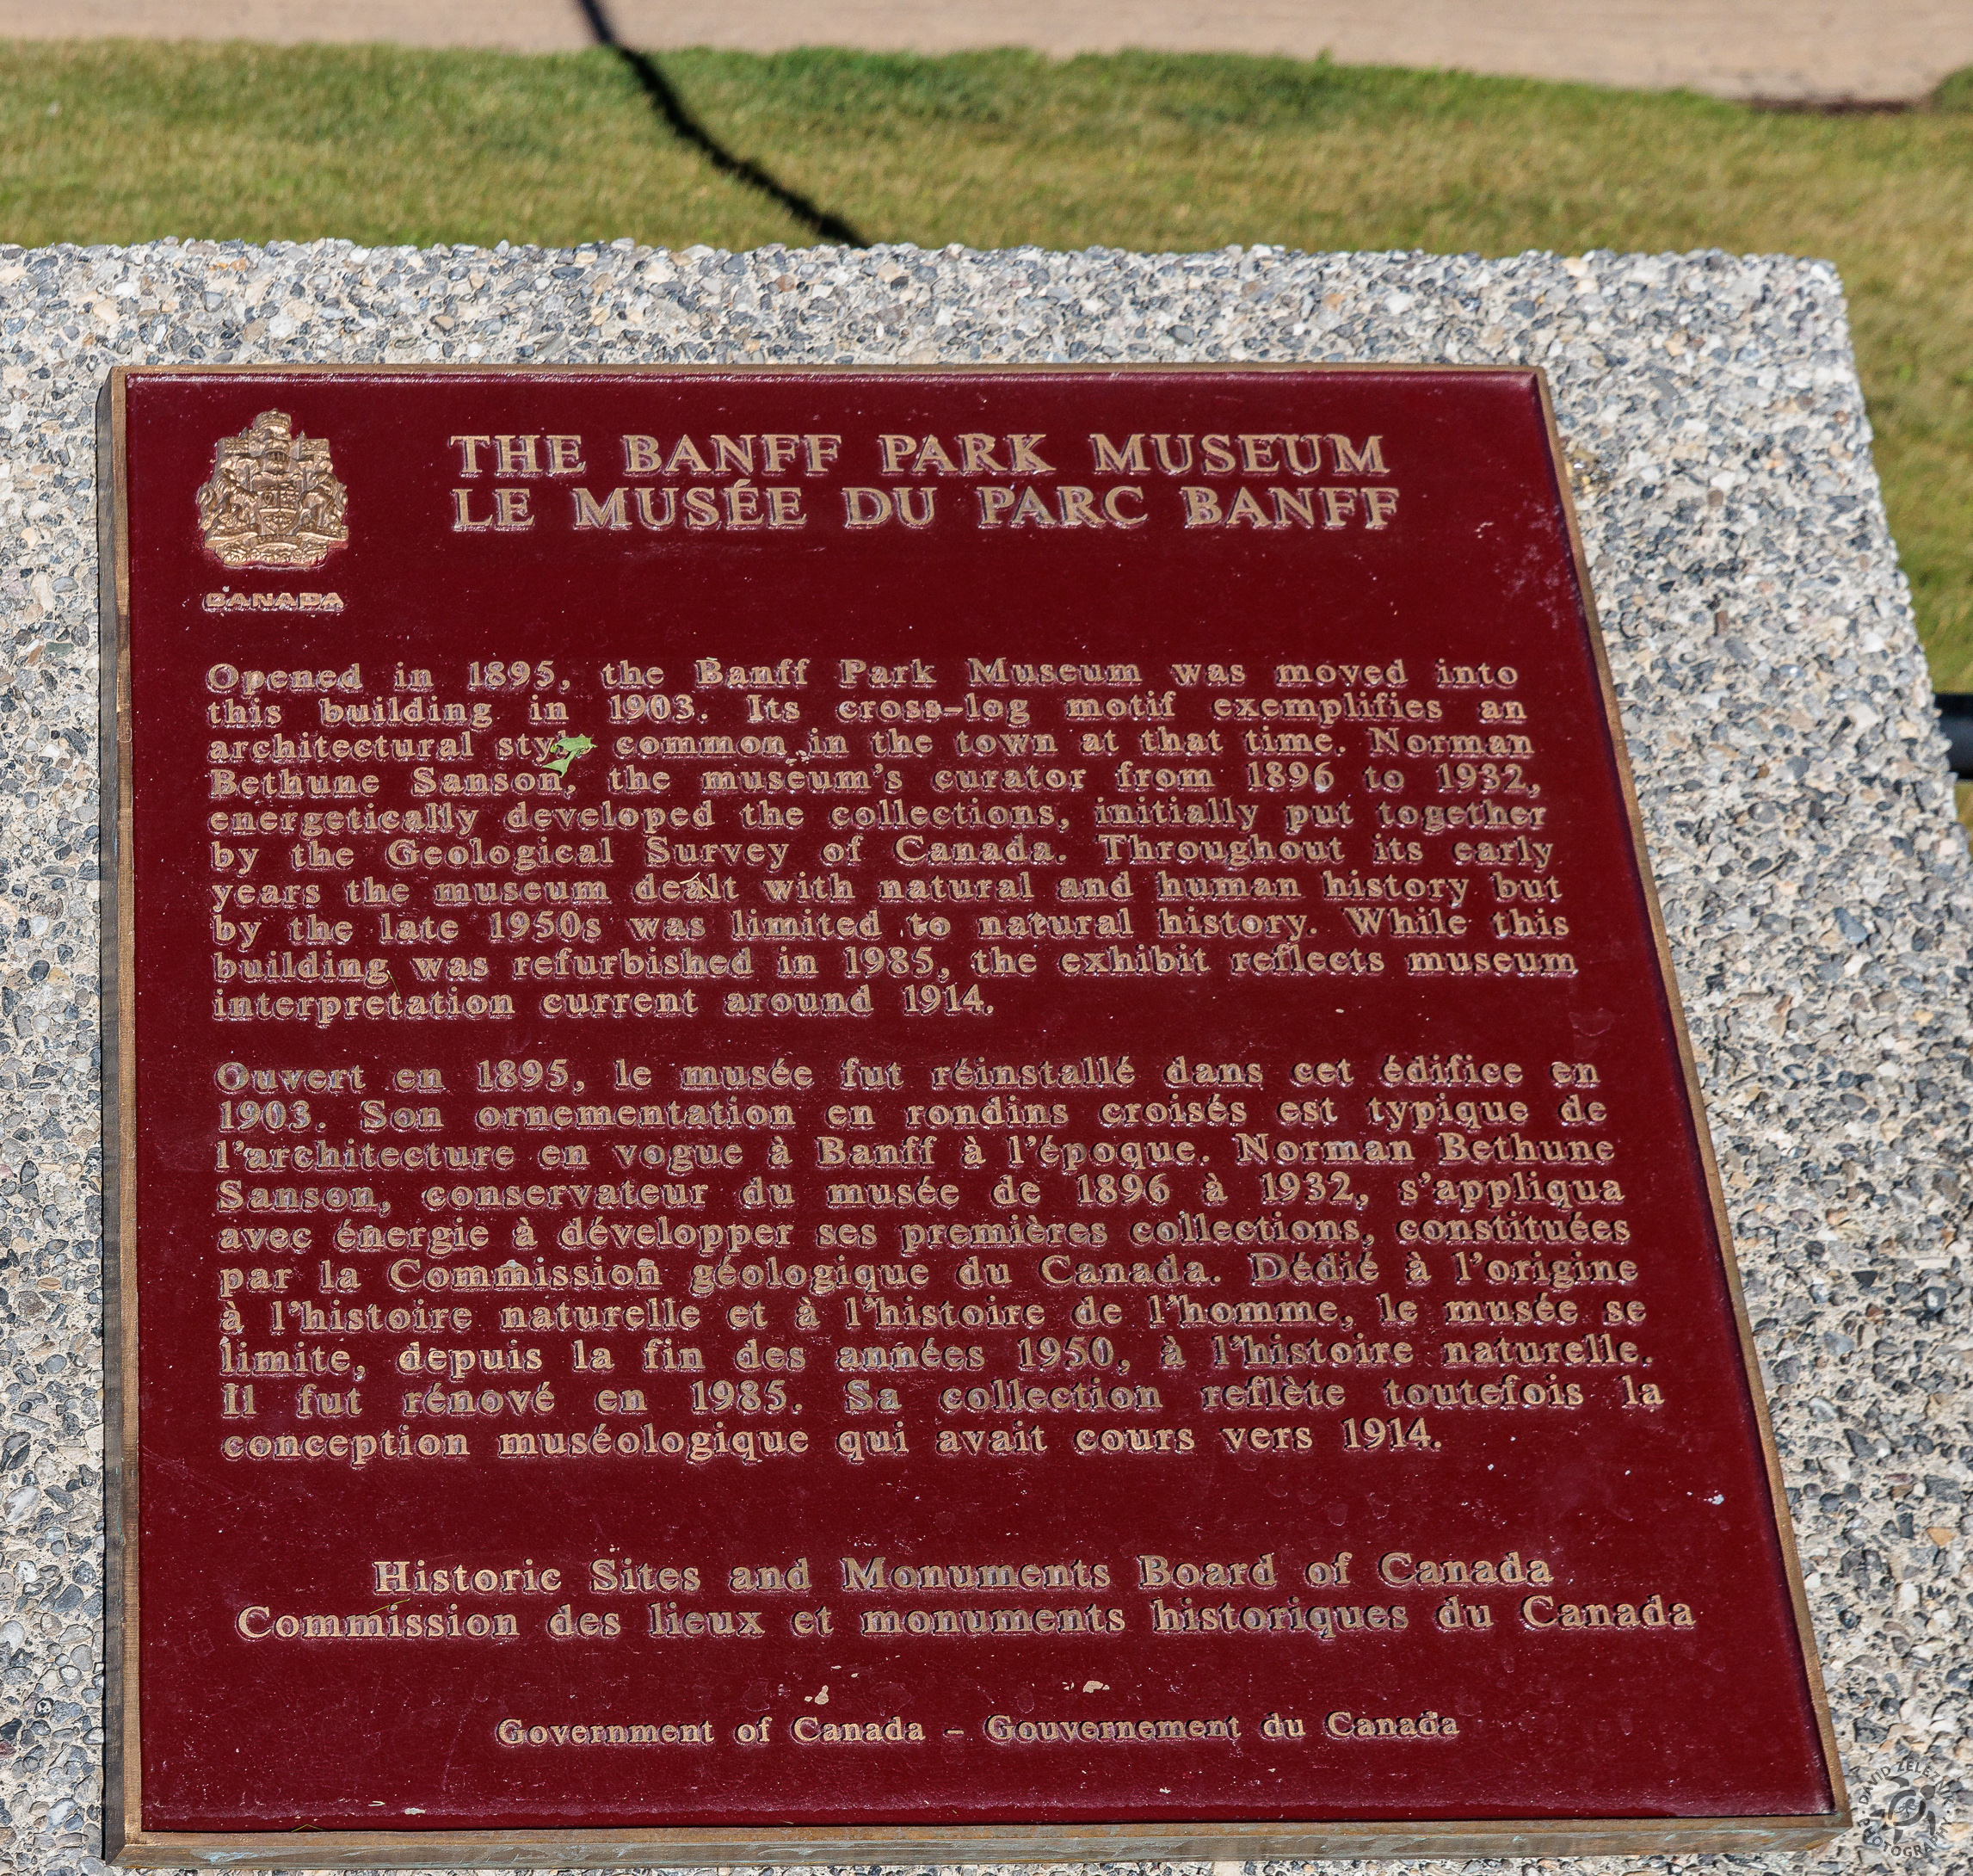 THE BANFF PARK MUSEUM
LE MUSÉE DU PARC BANFF
CANADA
Opened in 1895, the Banff Park Museum was moved into
this building in 1903. Its cross-log motif exemplifies an
architectural style common in the town at that time. Norman
Bethune Sanson, the museum's curator from 1896 to 1932,
energetically developed the collections, initially put together
by the Geological Survey of Canada. Throughout its early
years the museum dealt with natural and human history but
by the late 1950s was limited to natural history. While this
building was refurbished in 1985, the exhibit reflects museum
interpretation current around 1914.
Ouvert en 1895, le musée fut réinstallé dans cet édifice en
1903. Son ornementation en rondins croisés est typique de
l'architecture en vogue à Banff à l'époque. Norman Bethune
Sanson, conservateur du musée de 1896 à 1932, s'appliqua
avec énergie à développer ses premières collections, constituées
par la Commission géologique du Canada. Dédié à l'origine
à l'histoire naturelle et à l'histoire de l'homme, le musée se
limite, depuis la fin des années 1950, à l'histoire naturelle.
Il fut rénové en 1985. Sa collection reflète toutefois la
conception muséologique qui avait cours vers 1914.
Historic Sites and Monuments Board of Canada
Commission des lieux et monuments historiques du Canada
Government of Canada – Gouvernement du Canada
DAVID ZELEZNIK
PHOTOGRAPHY